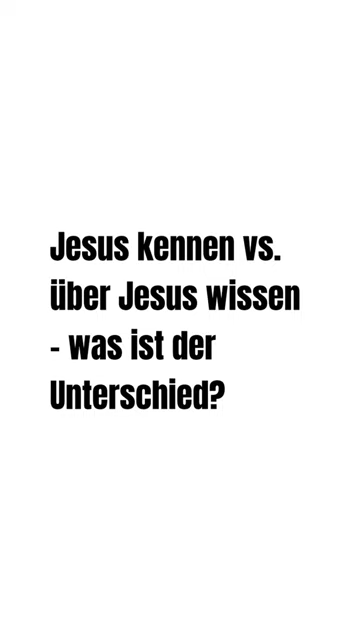 Jesus kennen vs.
über Jesus wissen
- was ist der
Unterschied?